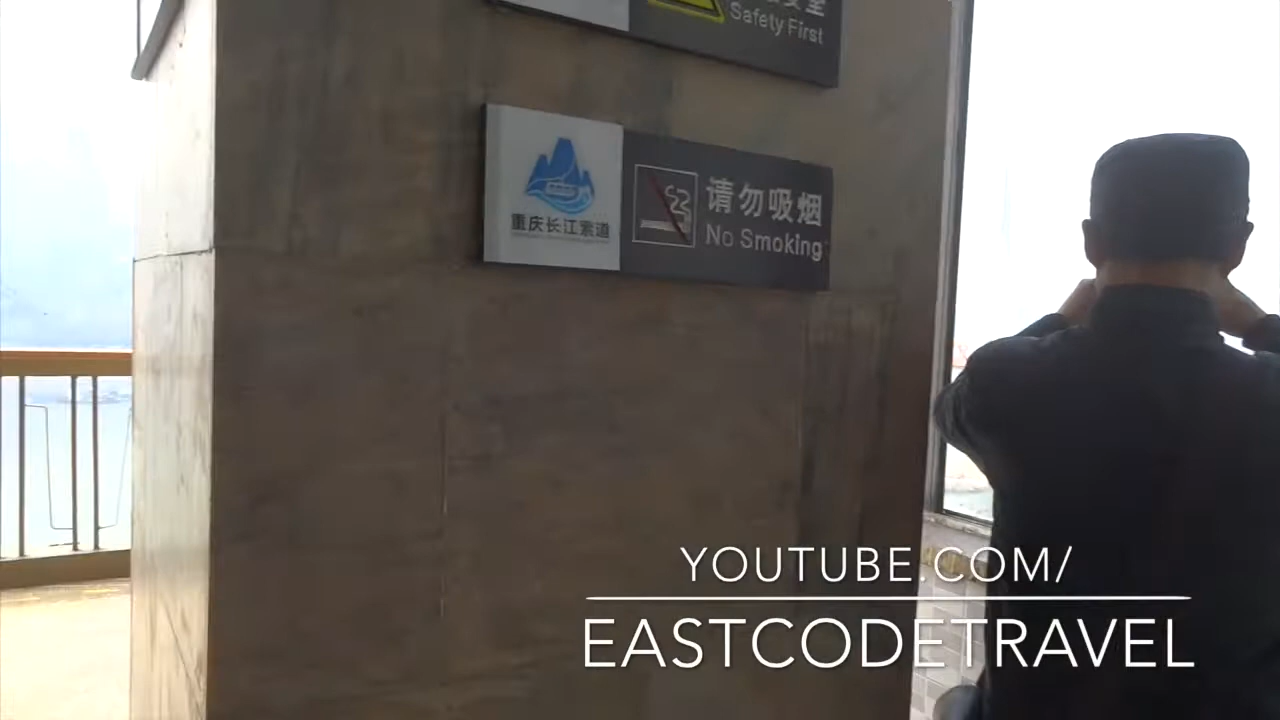 Safety First
重庆长江索道
请勿吸烟
No Smoking
YOUTUBE.COM/
EASTCODETRAVEL